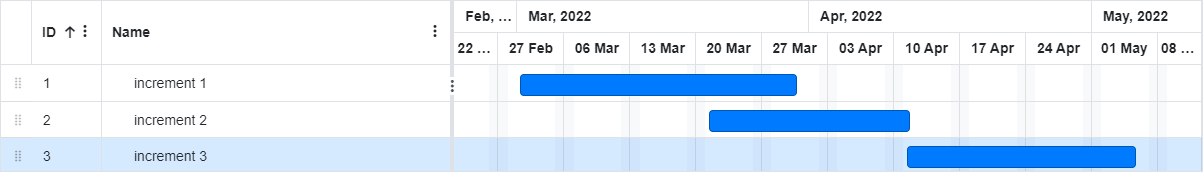 Feb, ... Mar, 2022 Apr, 2022 May, 2022
ID Name
22 ... 27 Feb 06 Mar 13 Mar 20 Mar 27 Mar 03 Apr 10 Apr 17 Apr 24 Apr 01 May 08 ...
1 increment 1
2 increment 2
3 increment 3